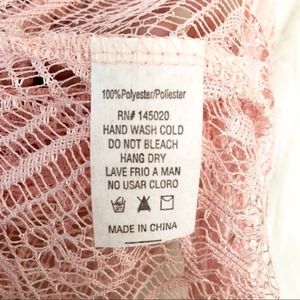 100%Polyester/Poliester
RN# 145020
HAND WASH COLD
DO NOT BLEACH
HANG DRY
LAVE FRIO A MAN
NO USAR CLORO
MADE IN CHINA